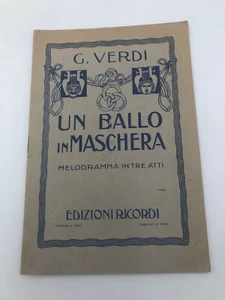 G. VERDI
UN BALLO
IN MASCHERA
MELODRAMMA IN TRE ATTI
EDIZIONI RICORDI